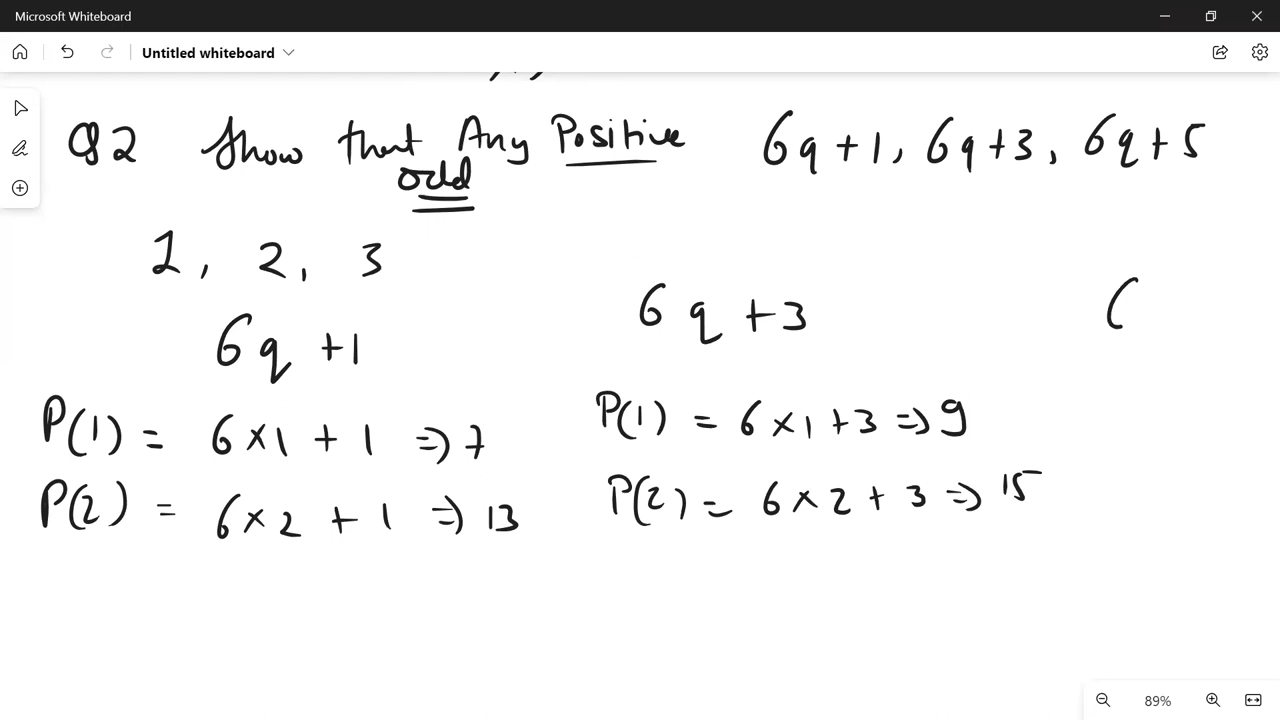 Microsoft Whiteboard
Untitled whiteboard
Q2 Show that Any Positive 6q+1, 6q+3, 6q+5
odd
1, 2, 3
6q+3 (
6q+1
P(1) = 6×1+3 => 9
P(1) = 6×1+1 => 7
P(2) = 6×2+3 => 15
P(2) = 6×2+1 => 13
89%